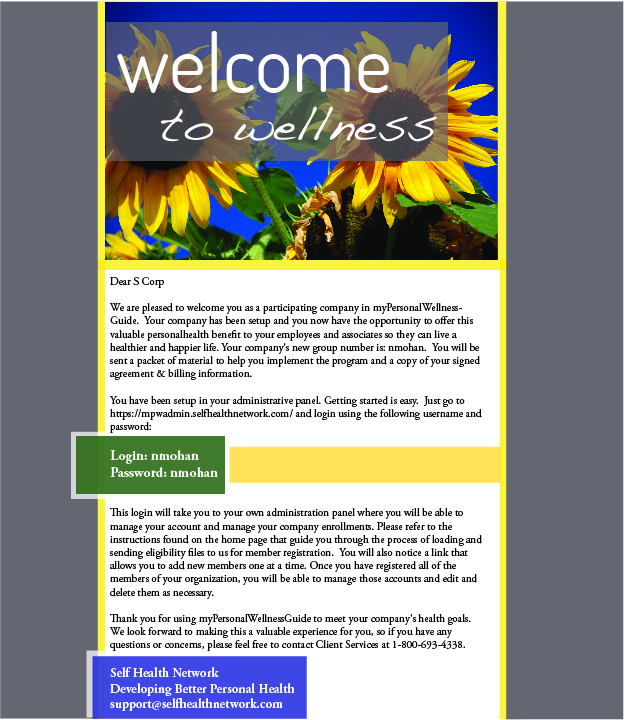 welcome
to wellness
Dear S Corp
We are pleased to welcome you as a participating company in myPersonalWellness-
Guide.  Your company has been setup and you now have the opportunity to offer this
valuable personalhealth benefit to your employees and associates so they can live a
healthier and happier life. Your company's new group number is: nmohan.  You will be
sent a packet of material to help you implement the program and a copy of your signed
agreement & billing information.
You have been setup in your administrative panel. Getting started is easy.  Just go to
https://mpwadmin.selfhealthnetwork.com/ and login using the following username and
password:
Login: nmohan
Password: nmohan
This login will take you to your own administration panel where you will be able to
manage your account and manage your company enrollments. Please refer to the
instructions found on the home page that guide you through the process of loading and
sending eligibility files to us for member registration.  You will also notice a link that
allows you to add new members one at a time. Once you have registered all of the
members of your organization, you will be able to manage those accounts and edit and
delete them as necessary.
Thank you for using myPersonalWellnessGuide to meet your company's health goals.
We look forward to making this a valuable experience for you, so if you have any
questions or concerns, please feel free to contact Client Services at 1-800-693-4338.
Self Health Network
Developing Better Personal Health
support@selfhealthnetwork.com